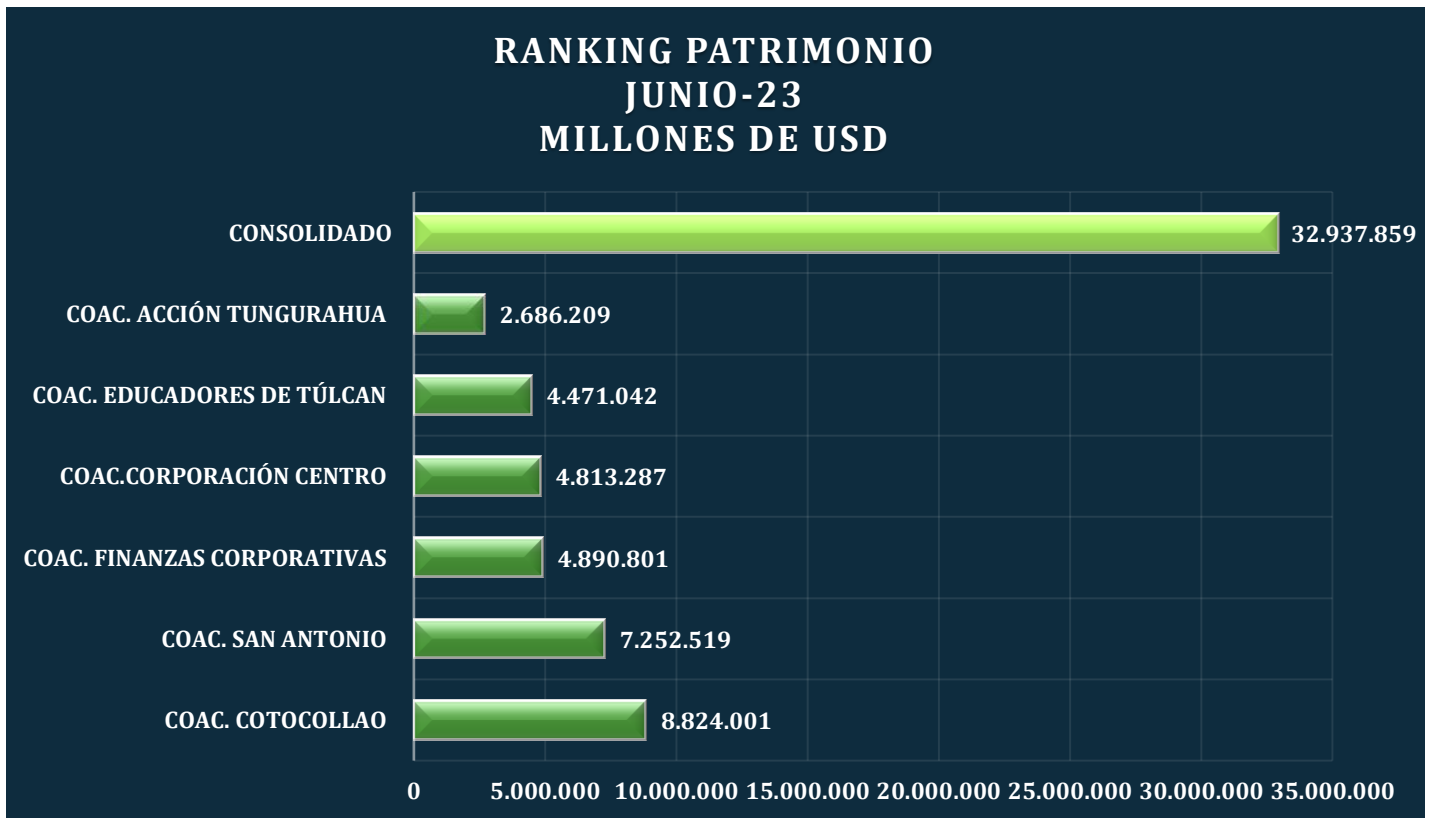 RANKING PATRIMONIO
JUNIO-23
MILLONES DE USD
CONSOLIDADO 32.937.859
COAC. ACCIÓN TUNGURAHUA 2.686.209
COAC. EDUCADORES DE TÚLCAN 4.471.042
COAC.CORPORACIÓN CENTRO 4.813.287
COAC. FINANZAS CORPORATIVAS 4.890.801
COAC. SAN ANTONIO 7.252.519
COAC. COTOCOLLAO 8.824.001
0 5.000.000 10.000.000 15.000.000 20.000.000 25.000.000 30.000.000 35.000.000